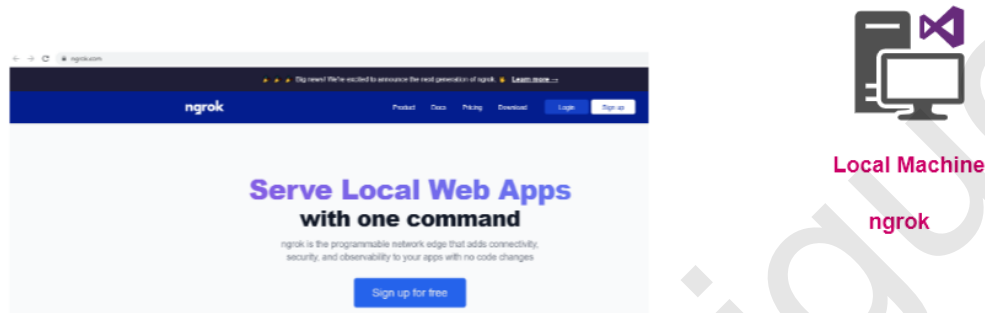 ngrok.com
Big news! We're excited to announce the next generation of ngrok. Learn more →
ngrok
Product Docs Pricing Download Login Sign up
Serve Local Web Apps
with one command
ngrok is the programmable network edge that adds connectivity,
security, and observability to your apps with no code changes
Sign up for free
Local Machine
ngrok